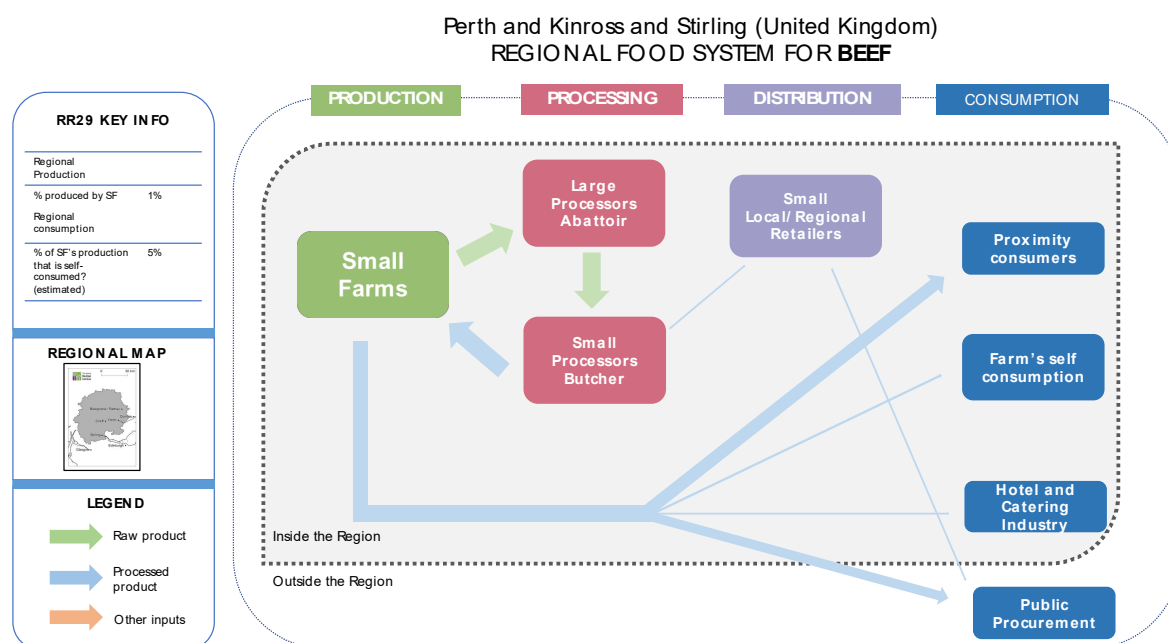 Perth and Kinross and Stirling (United Kingdom)
REGIONAL FOOD SYSTEM FOR BEEF
PRODUCTION
PROCESSING
DISTRIBUTION
CONSUMPTION
RR29 KEY INFO
Regional
Production
% produced by SF 1%
Regional
consumption
% of SF's production 5%
that is self-
consumed?
(estimated)
REGIONAL MAP
LEGEND
Raw product
Processed
product
Other inputs
Small
Farms
Large
Processors
Abattoir
Small
Processors
Butcher
Small
Local/ Regional
Retailers
Proximity
consumers
Farm's self
consumption
Hotel and
Catering
Industry
Inside the Region
Outside the Region
Public
Procurement